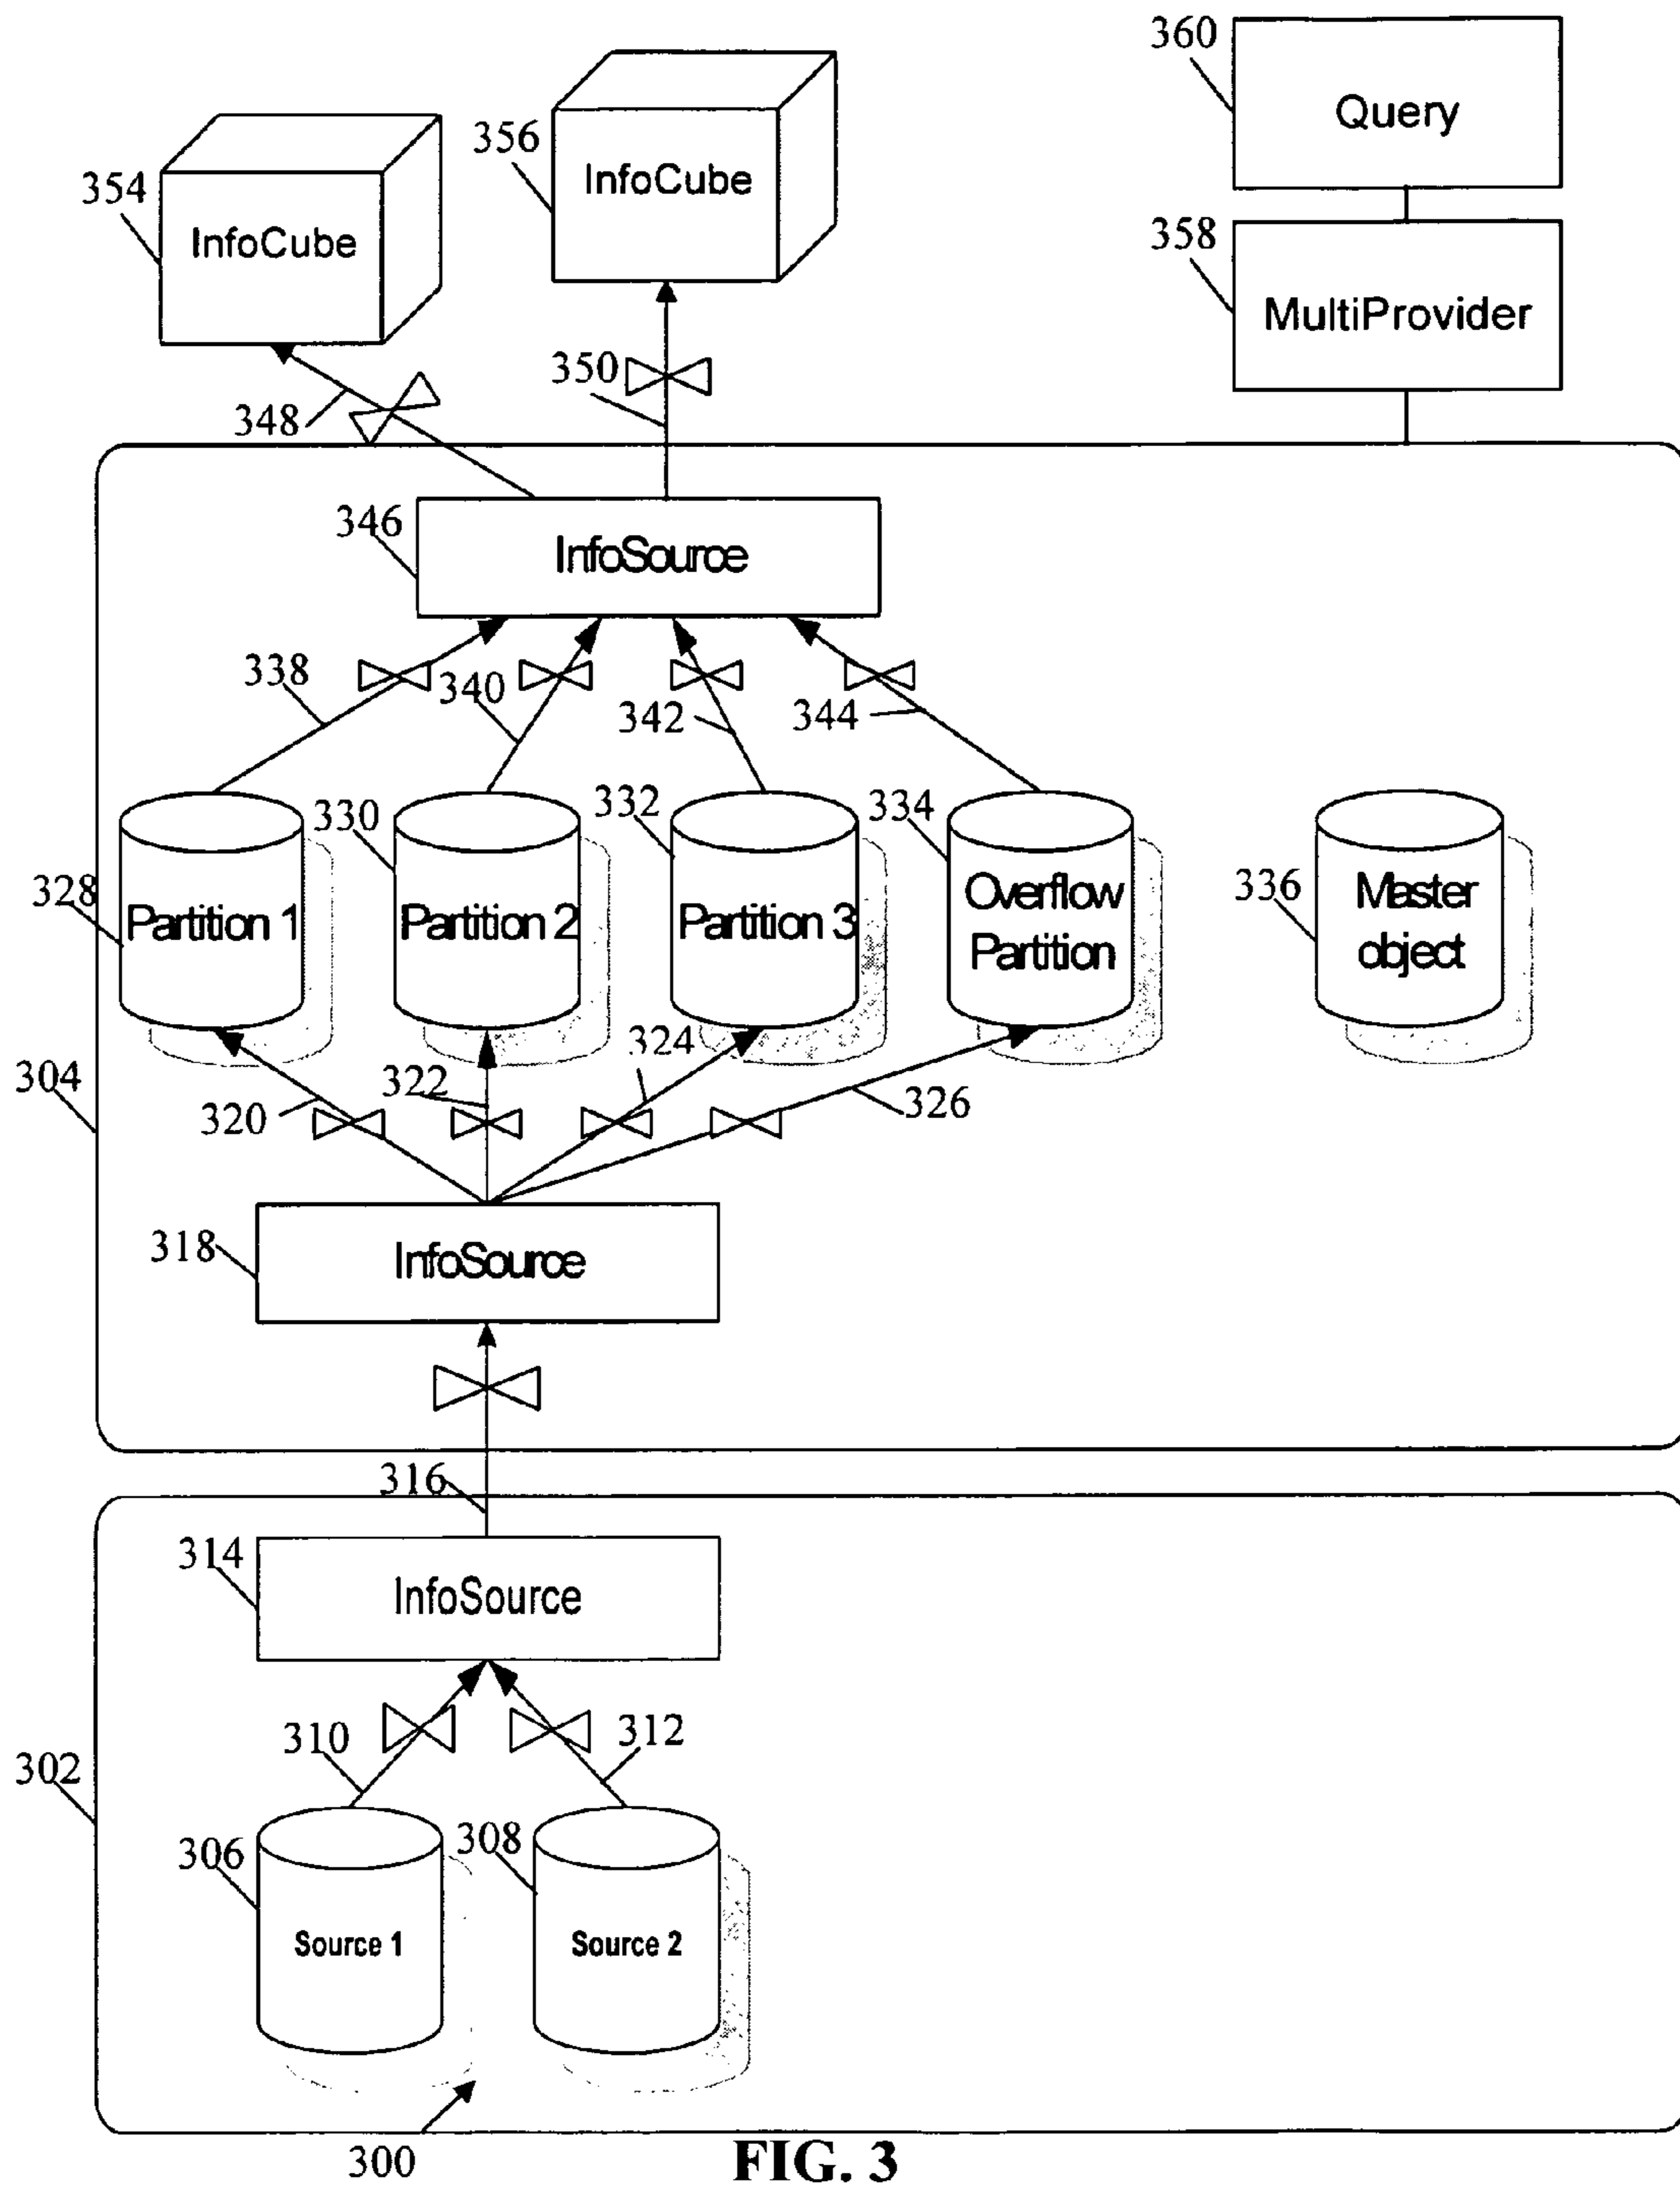 360
Query
356
InfoCube
354
InfoCube
358
MultiProvider
350
348
346
InfoSource
338
340
342
344
328
Partition 1
330
Partition 2
332
Partition 3
334
Overflow
Partition
336
Master
object
304
320
322
324
326
318
InfoSource
316
314
InfoSource
302
310
312
306
Source 1
308
Source 2
300
FIG. 3